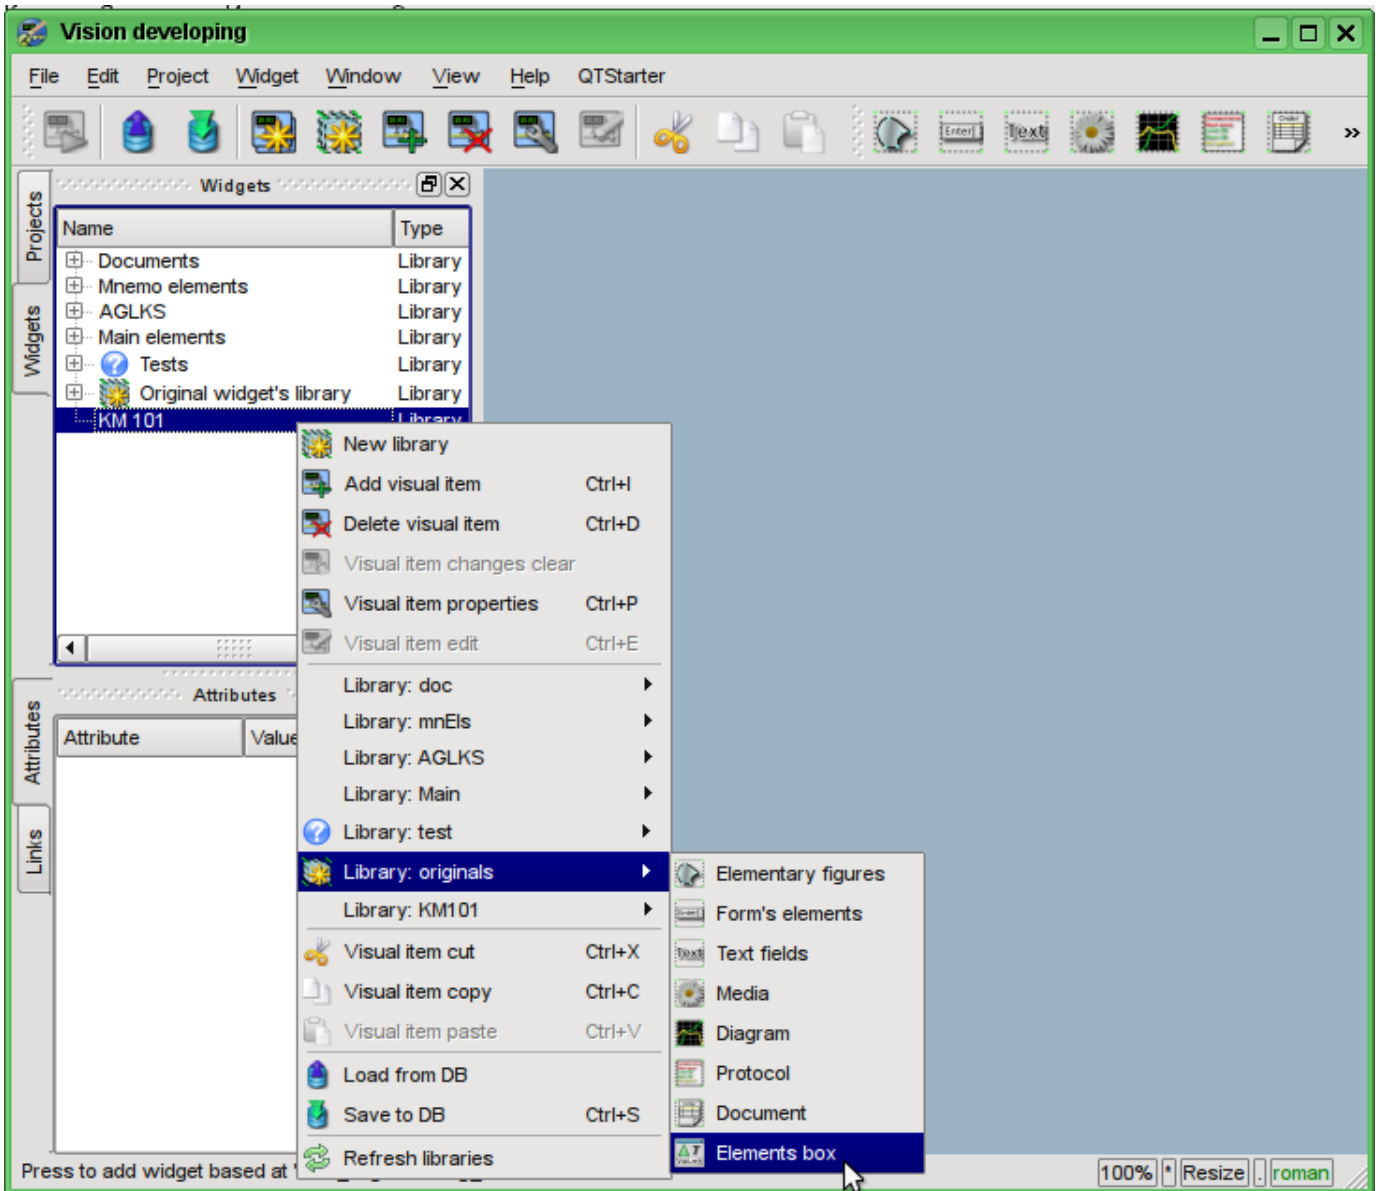 Vision developing
File Edit Project Widget Window View Help QTStarter
Enter Text »
Projects
Widgets
Widgets
Name Type
Documents Library
Mnemo elements Library
AGLKS Library
Main elements Library
Tests Library
Original widget's library Library
KM 101 Library
New library
Add visual item Ctrl+I
Delete visual item Ctrl+D
Visual item changes clear
Visual item properties Ctrl+P
Visual item edit Ctrl+E
Library: doc
Library: mnEls
Library: AGLKS
Library: Main
Library: test
Library: originals
Library: KM101
Visual item cut Ctrl+X
Visual item copy Ctrl+C
Visual item paste Ctrl+V
Load from DB
Save to DB Ctrl+S
Refresh libraries
Elementary figures
Form's elements
Text fields
Media
Diagram
Protocol
Document
Elements box
Attributes
Links
Attributes
Attribute Value
Press to add widget based at '
100% * Resize . roman